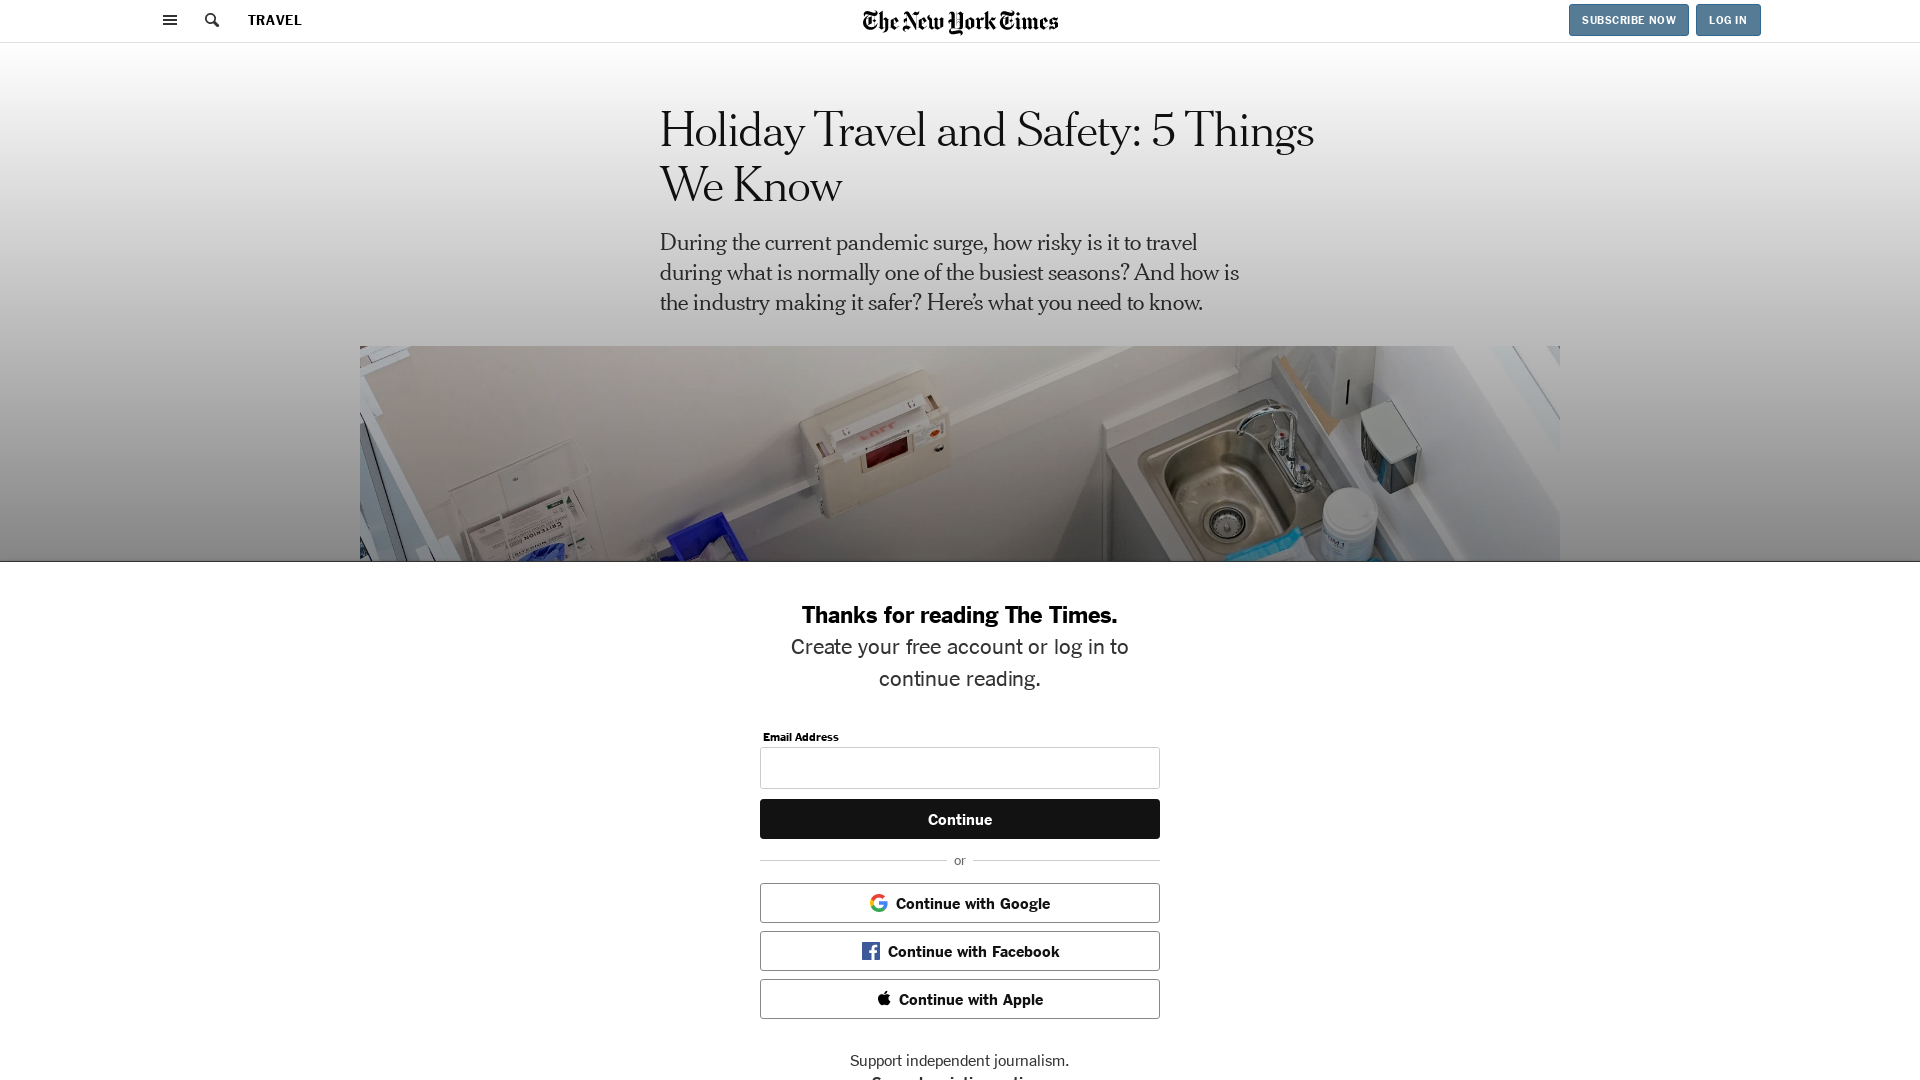 TRAVEL
The New York Times
SUBSCRIBE NOW
LOG IN
Holiday Travel and Safety: 5 Things
We Know
During the current pandemic surge, how risky is it to travel
during what is normally one of the busiest seasons? And how is
the industry making it safer? Here’s what you need to know.
CRITERION
Thanks for reading The Times.
Create your free account or log in to
continue reading.
Email Address
Continue
or
Continue with Google
Continue with Facebook
Continue with Apple
Support independent journalism.